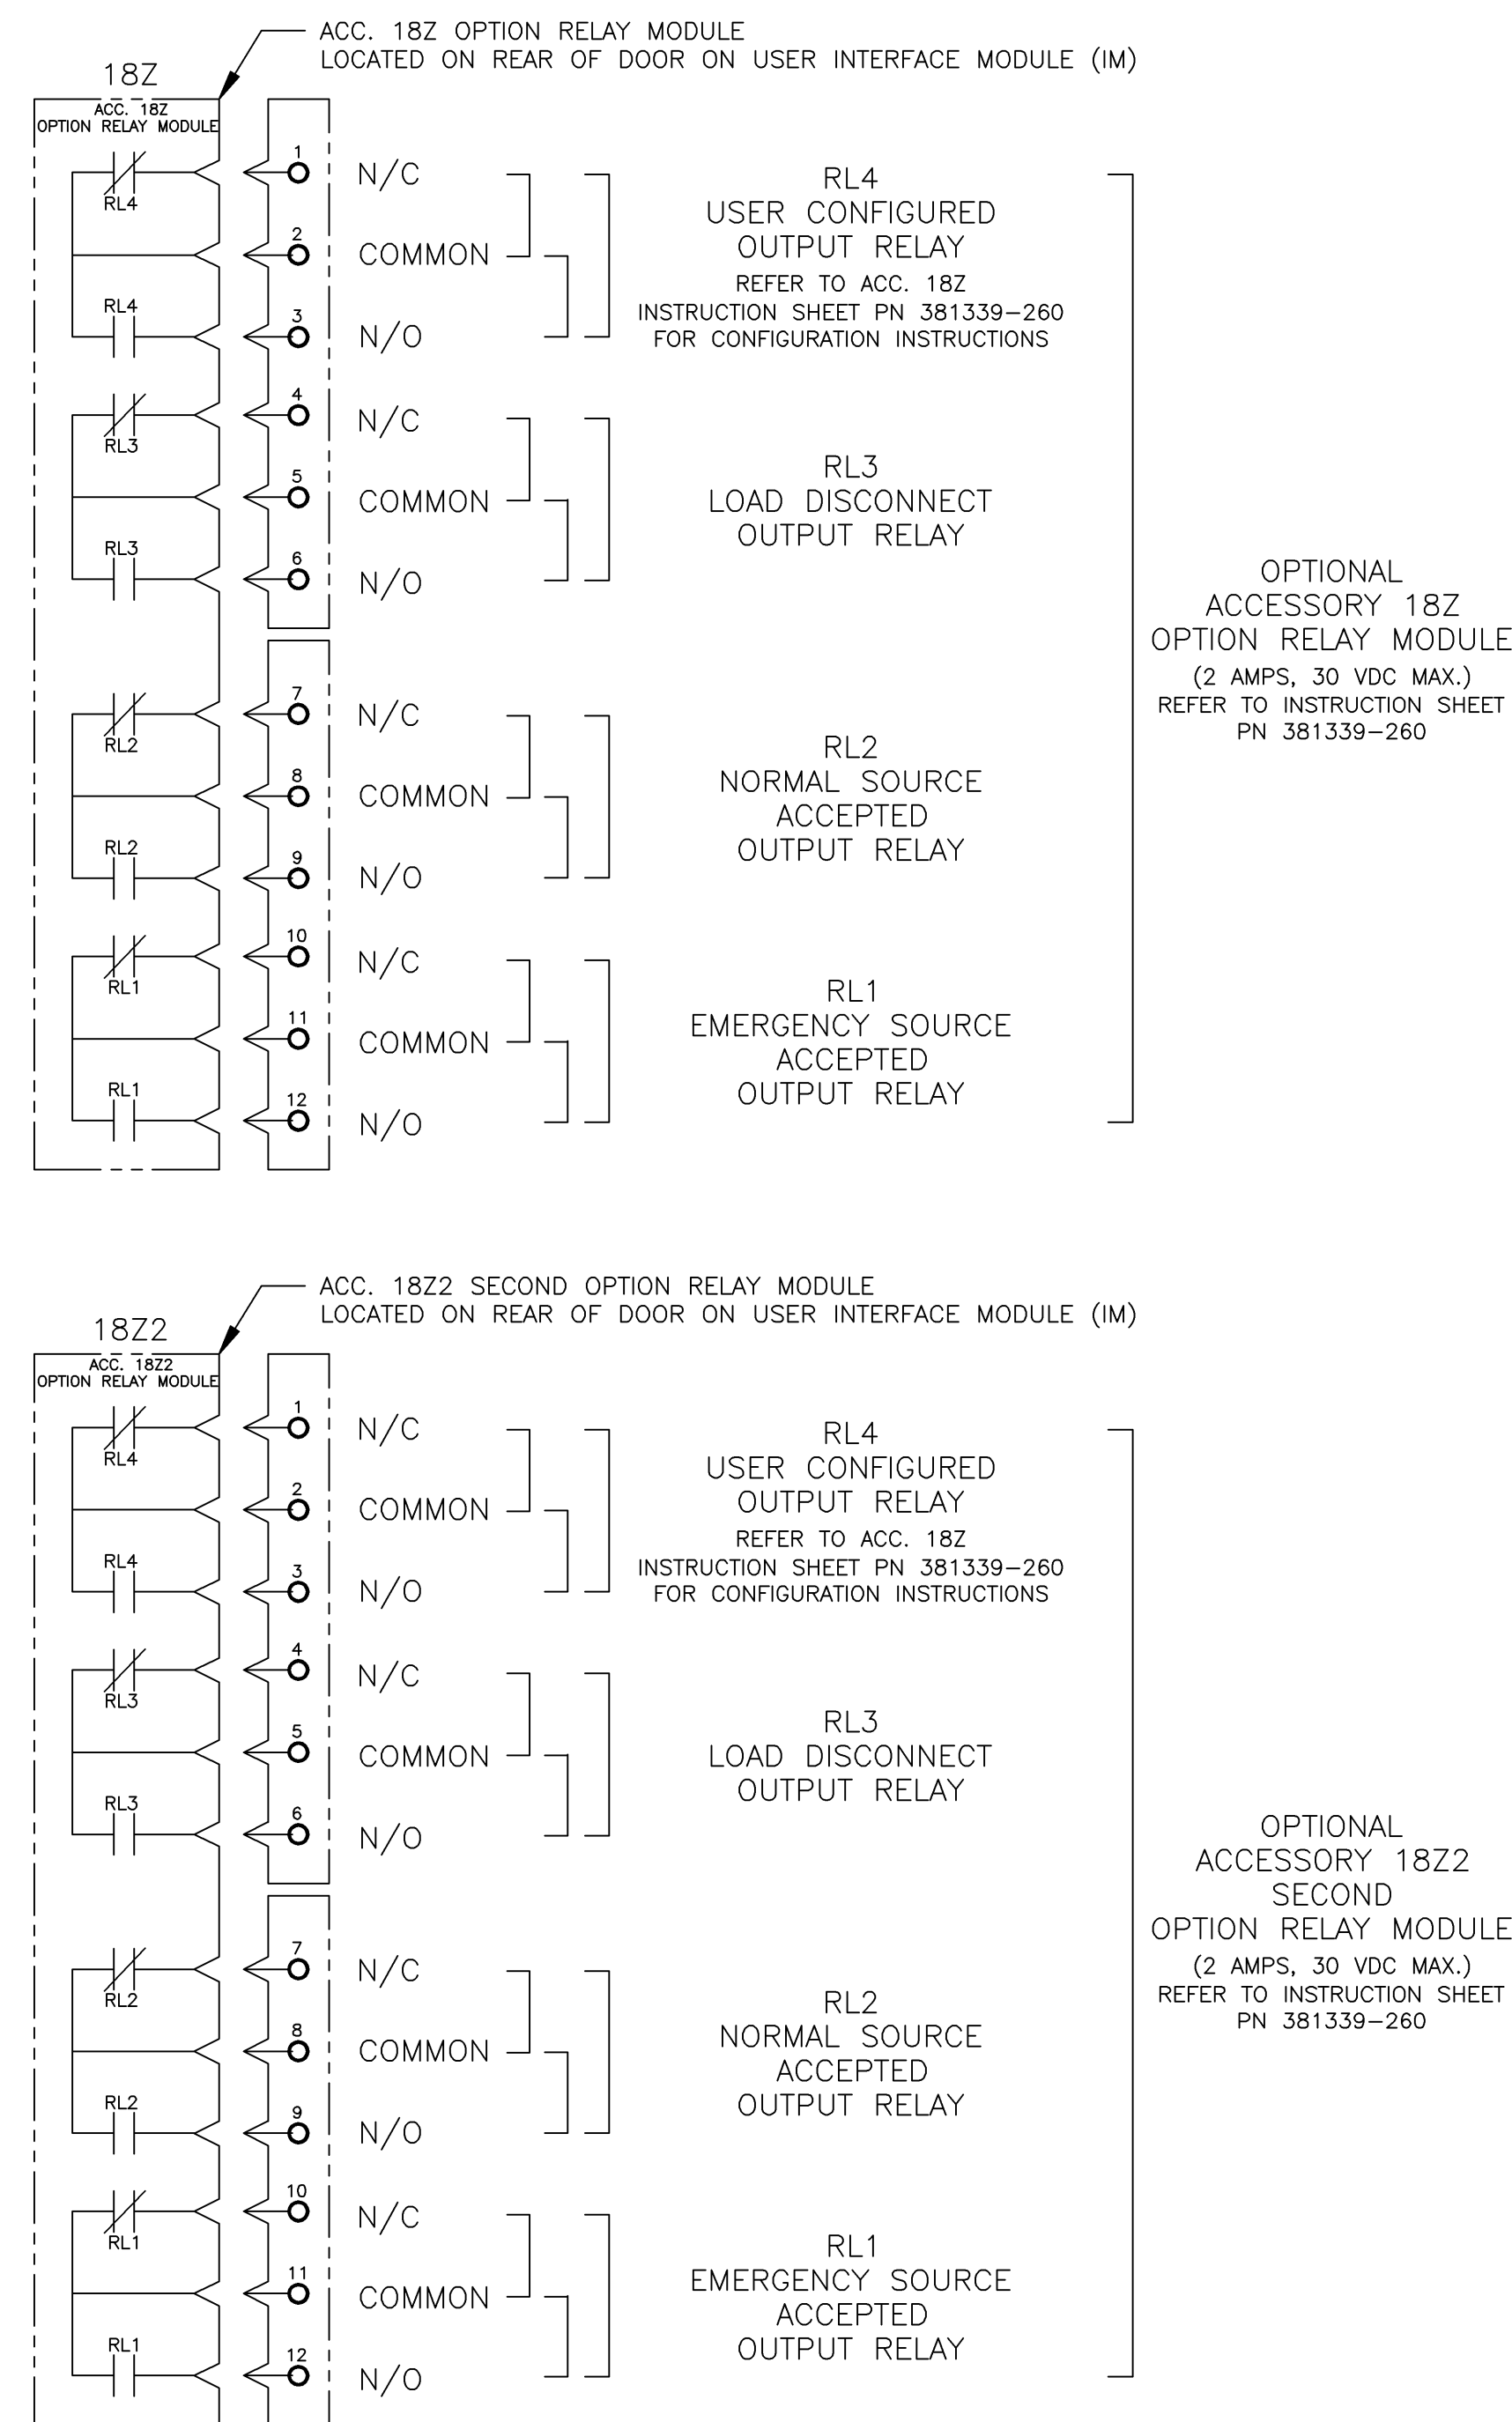 ACC. 18Z OPTION RELAY MODULE
LOCATED ON REAR OF DOOR ON USER INTERFACE MODULE (IM)
18Z
ACC. 18Z
OPTION RELAY MODULE
RL4
1
N/C
2
COMMON
RL4
3
N/O
RL4
USER CONFIGURED
OUTPUT RELAY
REFER TO ACC. 18Z
INSTRUCTION SHEET PN 381339-260
FOR CONFIGURATION INSTRUCTIONS
RL3
4
N/C
5
COMMON
RL3
6
N/O
RL3
LOAD DISCONNECT
OUTPUT RELAY
RL2
7
N/C
8
COMMON
RL2
9
N/O
RL2
NORMAL SOURCE
ACCEPTED
OUTPUT RELAY
RL1
10
N/C
11
COMMON
RL1
12
N/O
RL1
EMERGENCY SOURCE
ACCEPTED
OUTPUT RELAY
OPTIONAL
ACCESSORY 18Z
OPTION RELAY MODULE
(2 AMPS, 30 VDC MAX.)
REFER TO INSTRUCTION SHEET
PN 381339-260
ACC. 18Z2 SECOND OPTION RELAY MODULE
LOCATED ON REAR OF DOOR ON USER INTERFACE MODULE (IM)
18Z2
ACC. 18Z2
OPTION RELAY MODULE
RL4
1
N/C
2
COMMON
RL4
3
N/O
RL4
USER CONFIGURED
OUTPUT RELAY
REFER TO ACC. 18Z
INSTRUCTION SHEET PN 381339-260
FOR CONFIGURATION INSTRUCTIONS
RL3
4
N/C
5
COMMON
RL3
6
N/O
RL3
LOAD DISCONNECT
OUTPUT RELAY
RL2
7
N/C
8
COMMON
RL2
9
N/O
RL2
NORMAL SOURCE
ACCEPTED
OUTPUT RELAY
RL1
10
N/C
11
COMMON
RL1
12
N/O
RL1
EMERGENCY SOURCE
ACCEPTED
OUTPUT RELAY
OPTIONAL
ACCESSORY 18Z2
SECOND
OPTION RELAY MODULE
(2 AMPS, 30 VDC MAX.)
REFER TO INSTRUCTION SHEET
PN 381339-260